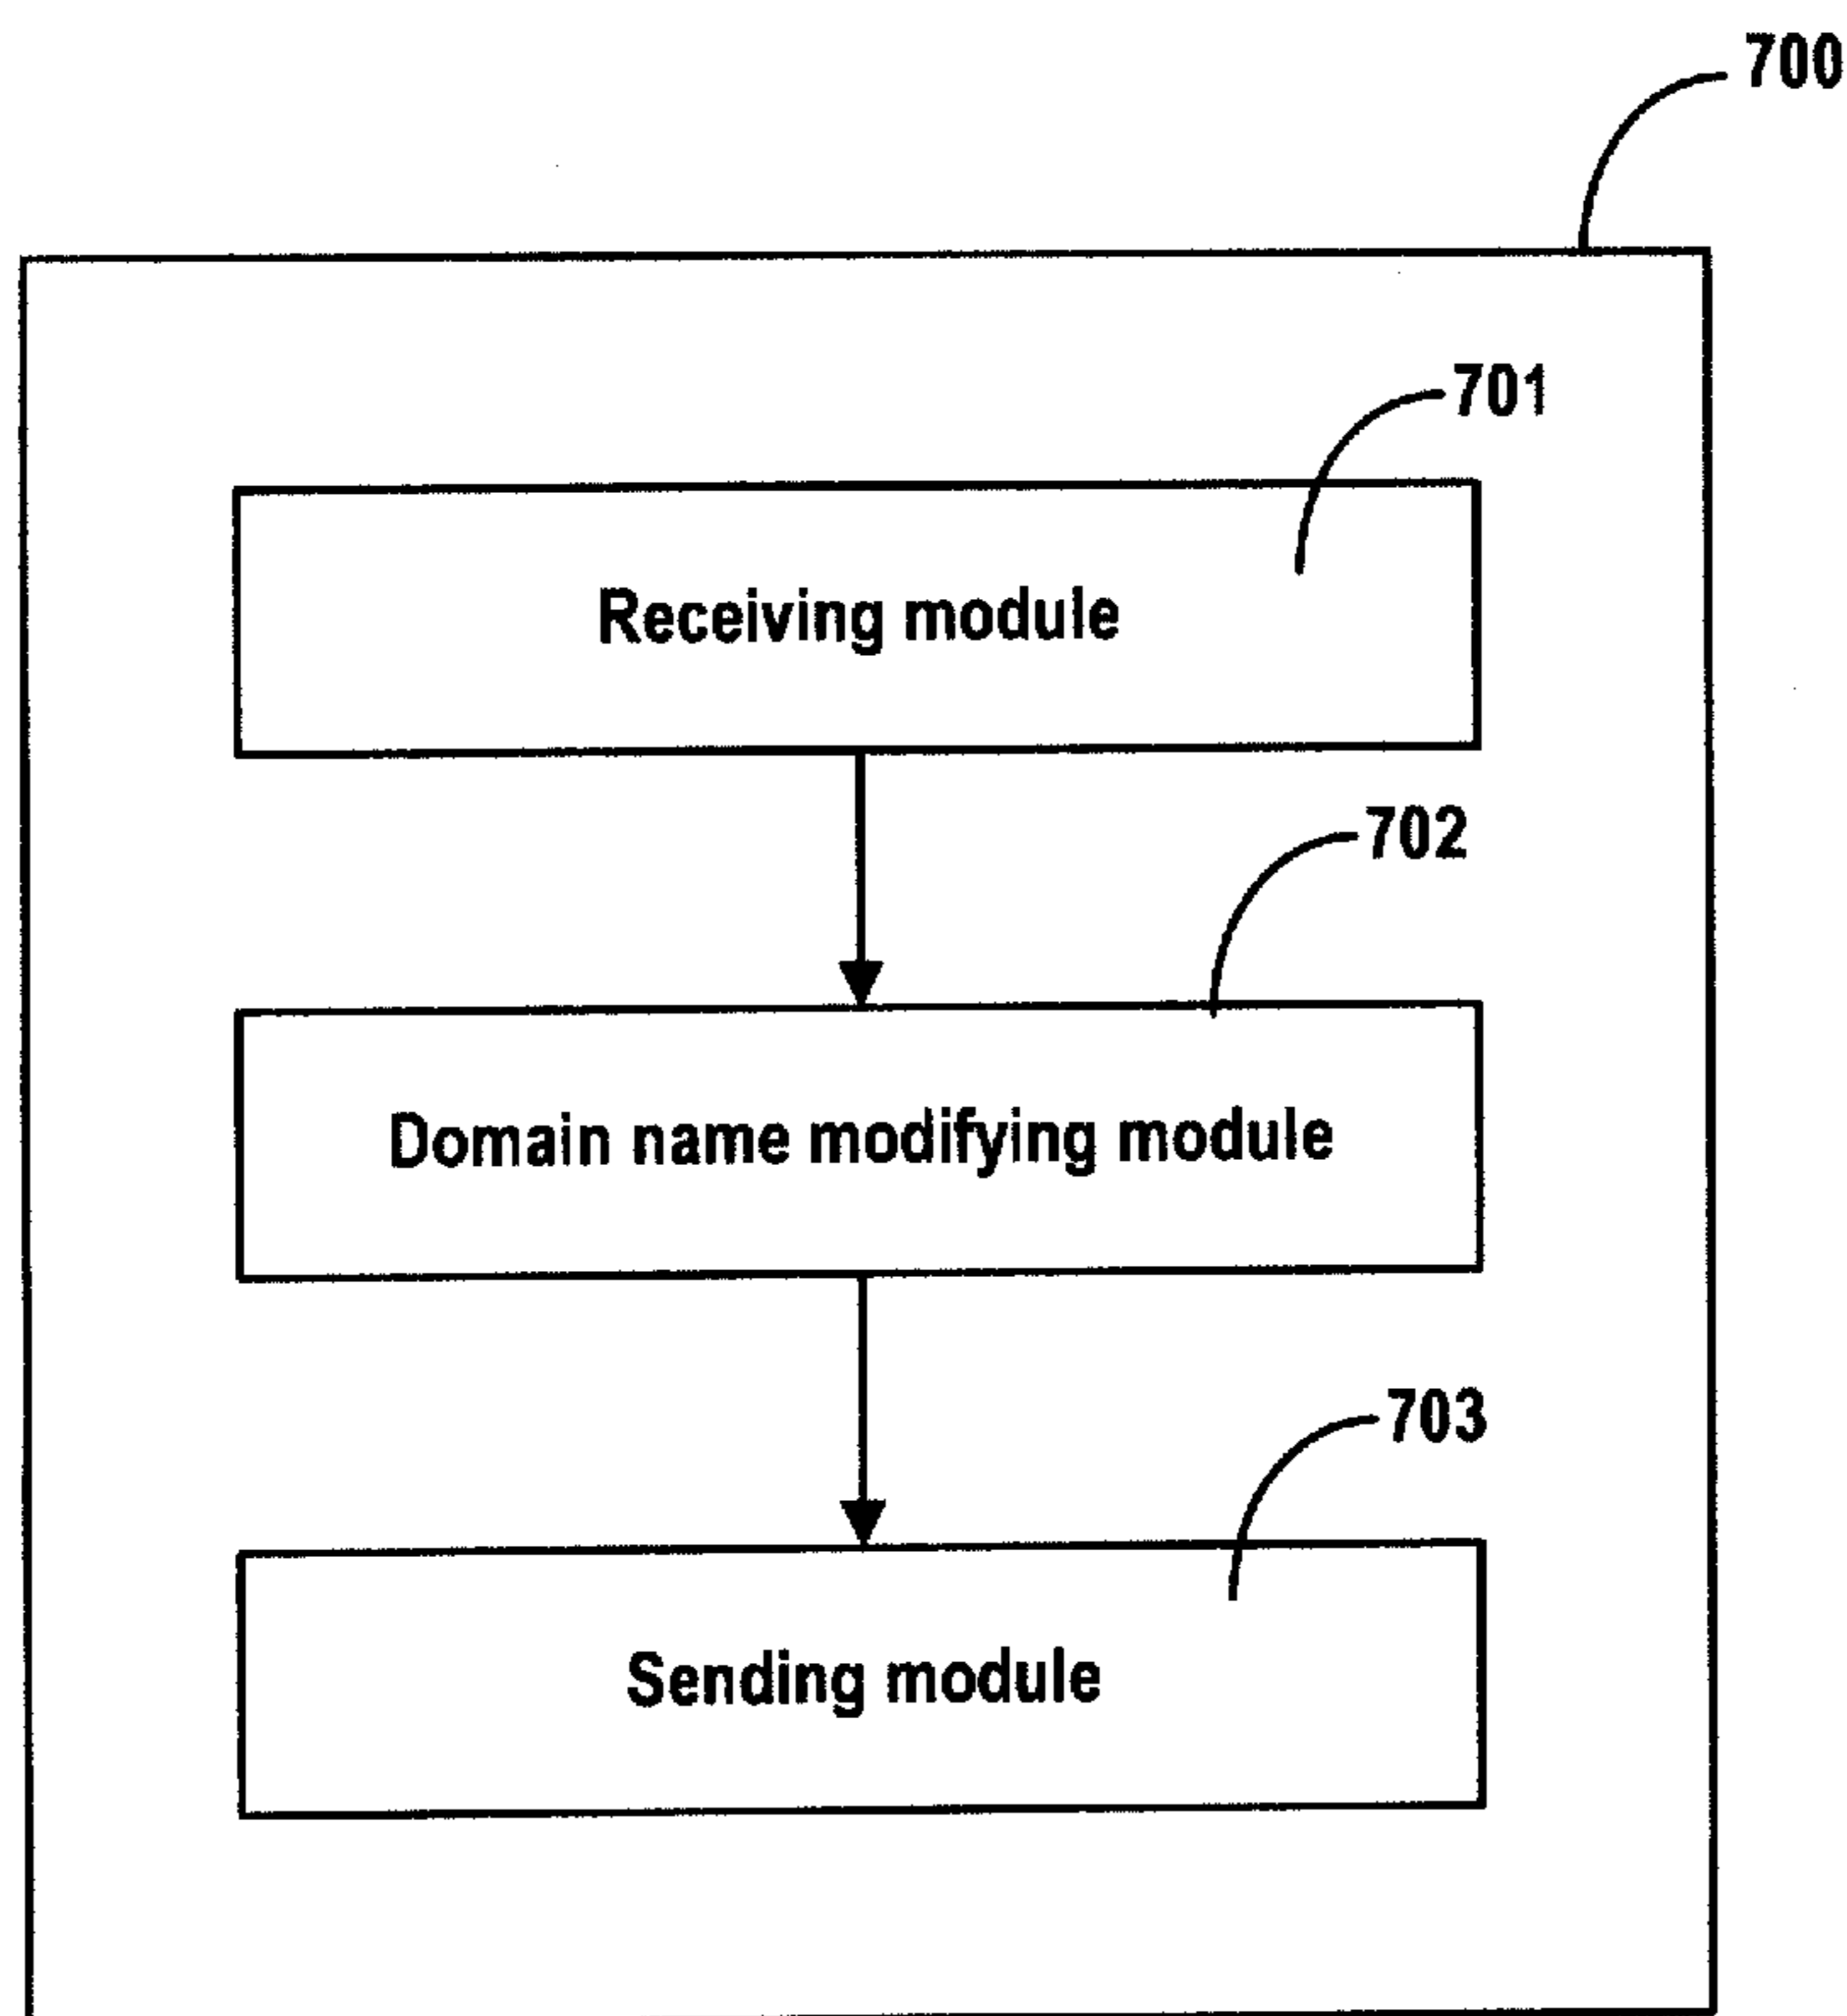 700
701
Receiving module
702
Domain name modifying module
703
Sending module